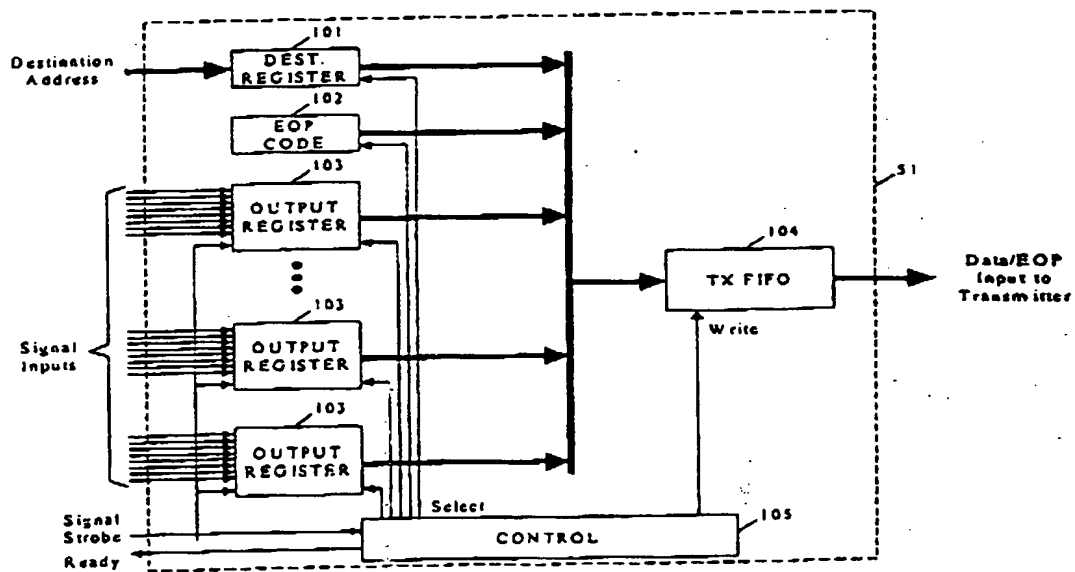 101
Destination
Address
DEST.
REGISTER
102
EOP
CODE
103
OUTPUT
REGISTER
51
104
TX FIFO
Data/EOP
Input to
Transmitter
Write
103
OUTPUT
REGISTER
Signal
Inputs
103
OUTPUT
REGISTER
Select
Signal
Strobe
Ready
CONTROL
105